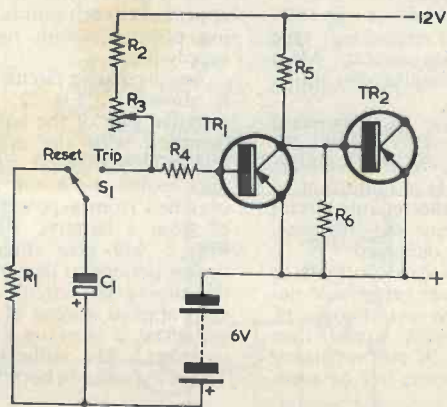 -12V
R2
R5
TR2
R3
TR1
Reset
Trip
R4
S1
R6
+
R1
C1
+
6V
+